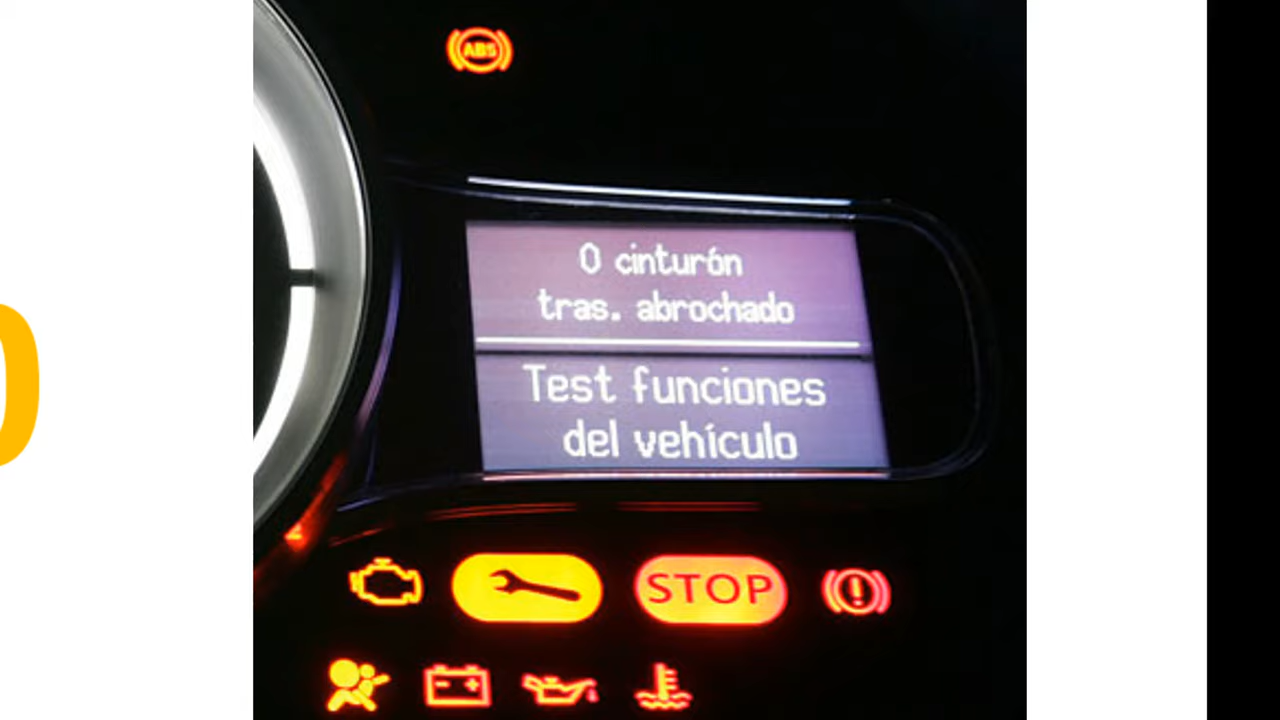 ABS
0 cinturón
tras. abrochado
Test funciones
del vehículo
STOP